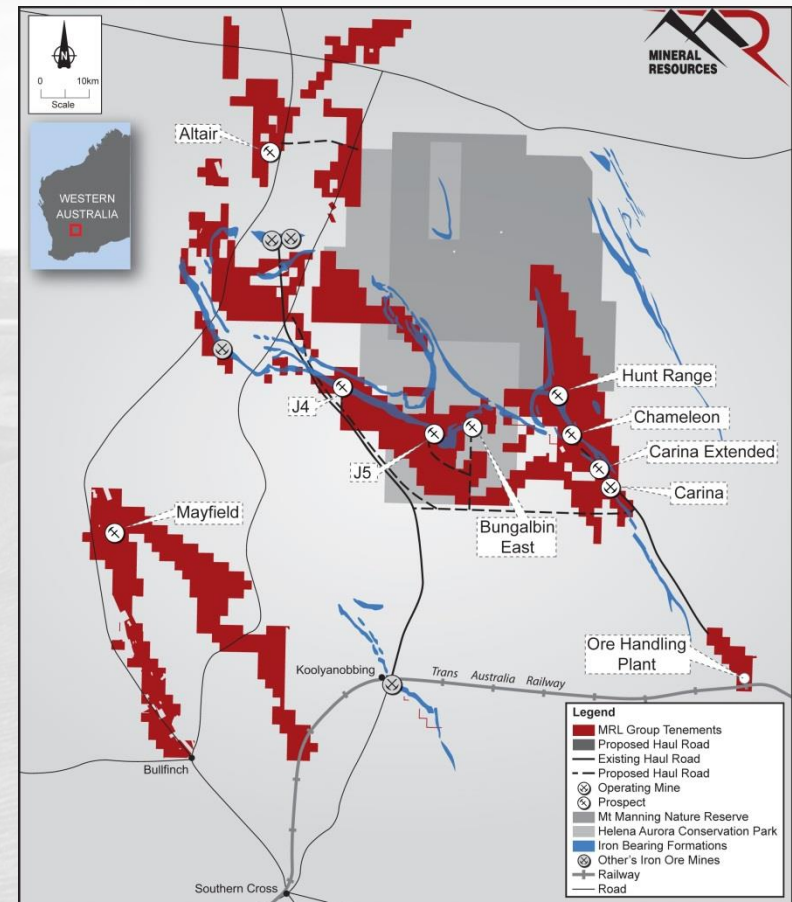 N
0 10km
Scale
MINERAL
RESOURCES
WESTERN
AUSTRALIA
Altair
Hunt Range
Chameleon
Carina Extended
Carina
J4
J5
Bungalbin
East
Mayfield
Ore Handling
Plant
Koolyanobbing
Trans Australia Railway
Bullfinch
Southern Cross
Legend
MRL Group Tenements
Proposed Haul Road
Existing Haul Road
Proposed Haul Road
Operating Mine
Prospect
Mt Manning Nature Reserve
Helena Aurora Conservation Park
Iron Bearing Formations
Other's Iron Ore Mines
Railway
Road